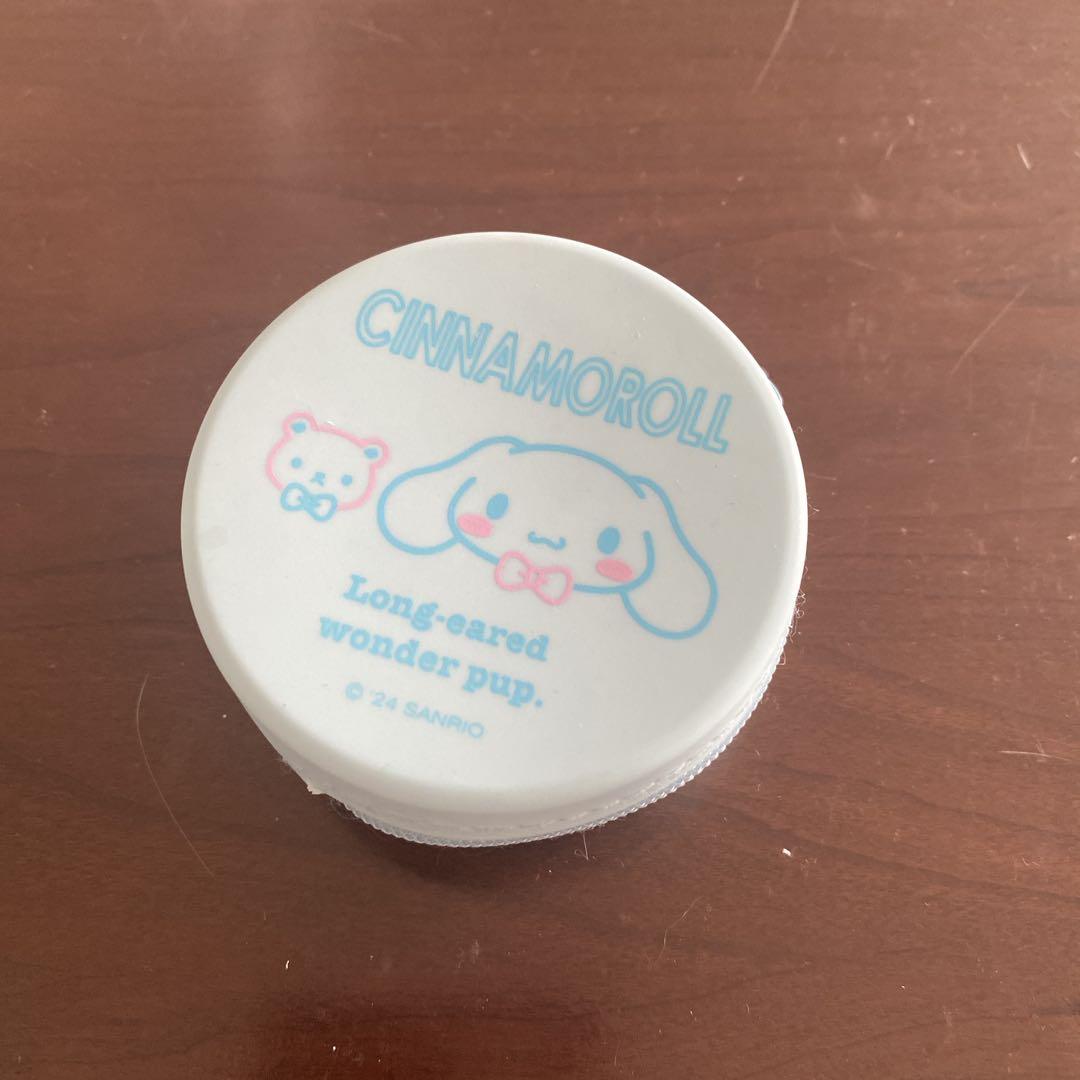 CINNAMOROLL
Long-eared
wonder pup.
© '24 SANRIO